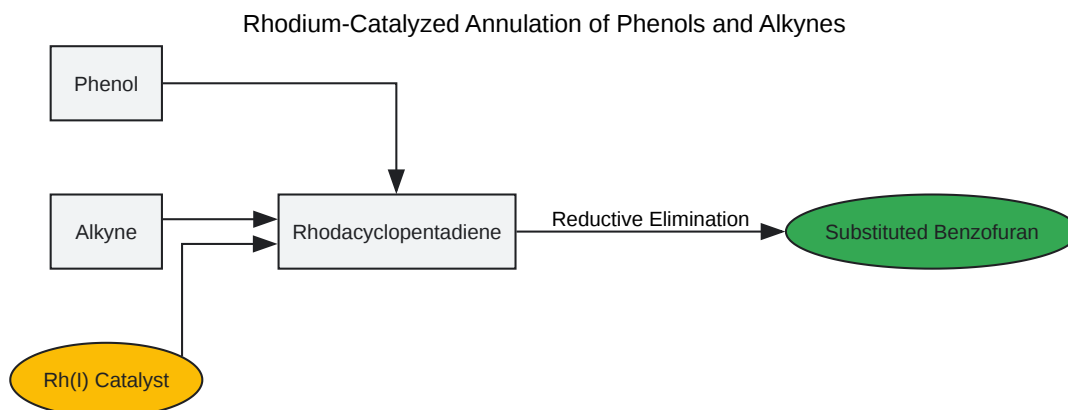 Rhodium-Catalyzed Annulation of Phenols and Alkynes
Phenol
Alkyne
Rhodacyclopentadiene
Reductive Elimination
Substituted Benzofuran
Rh(I) Catalyst